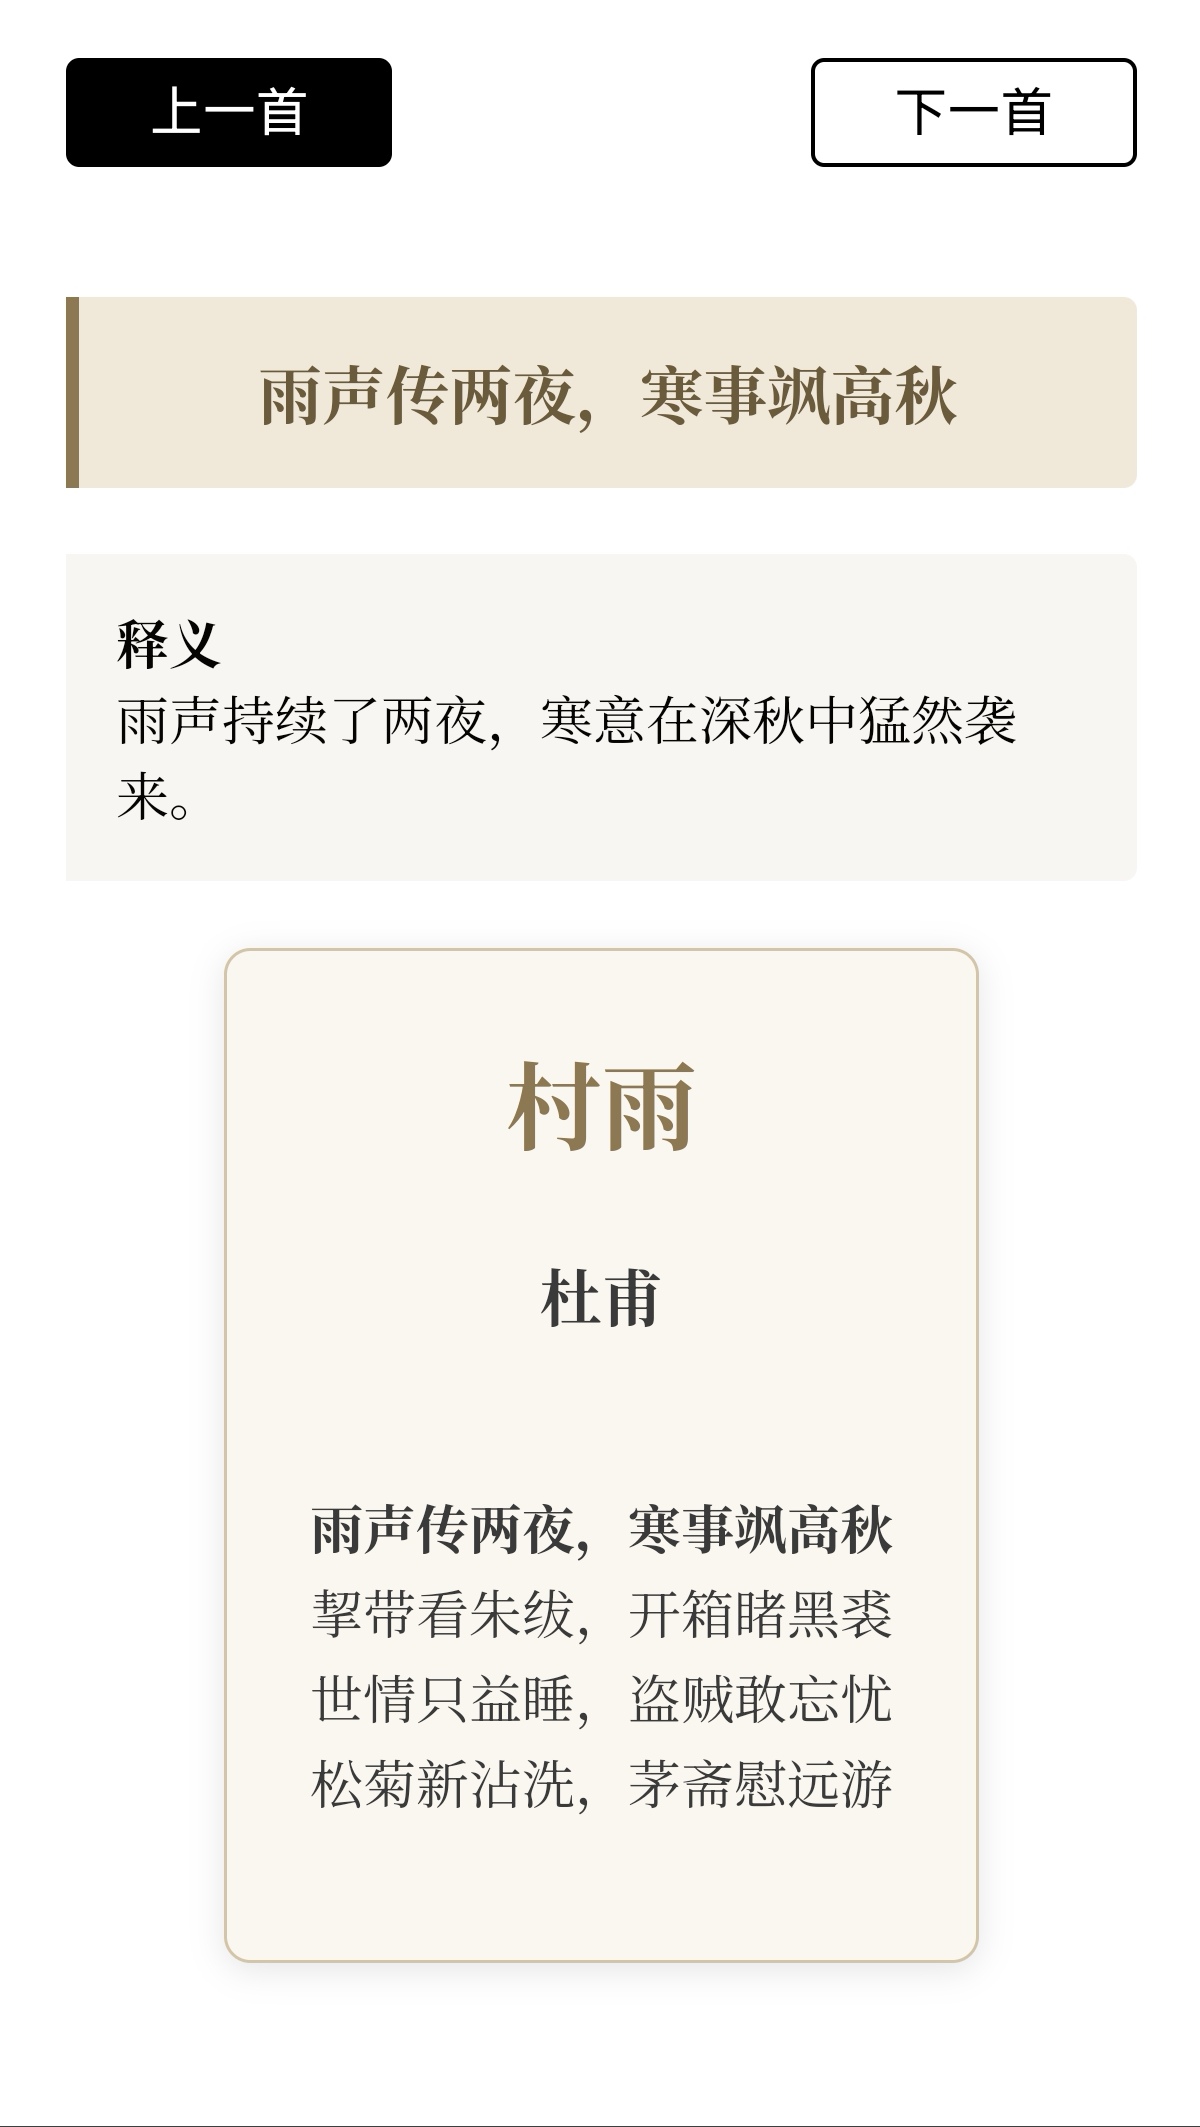 上一首
下一首
雨声传两夜，寒事飒高秋
释义
雨声持续了两夜，寒意在深秋中猛然袭
来。
村雨
杜甫
雨声传两夜，寒事飒高秋
挈带看朱绂，开箱睹黑裘
世情只益睡，盗贼敢忘忧
松菊新沾洗，茅斋慰远游